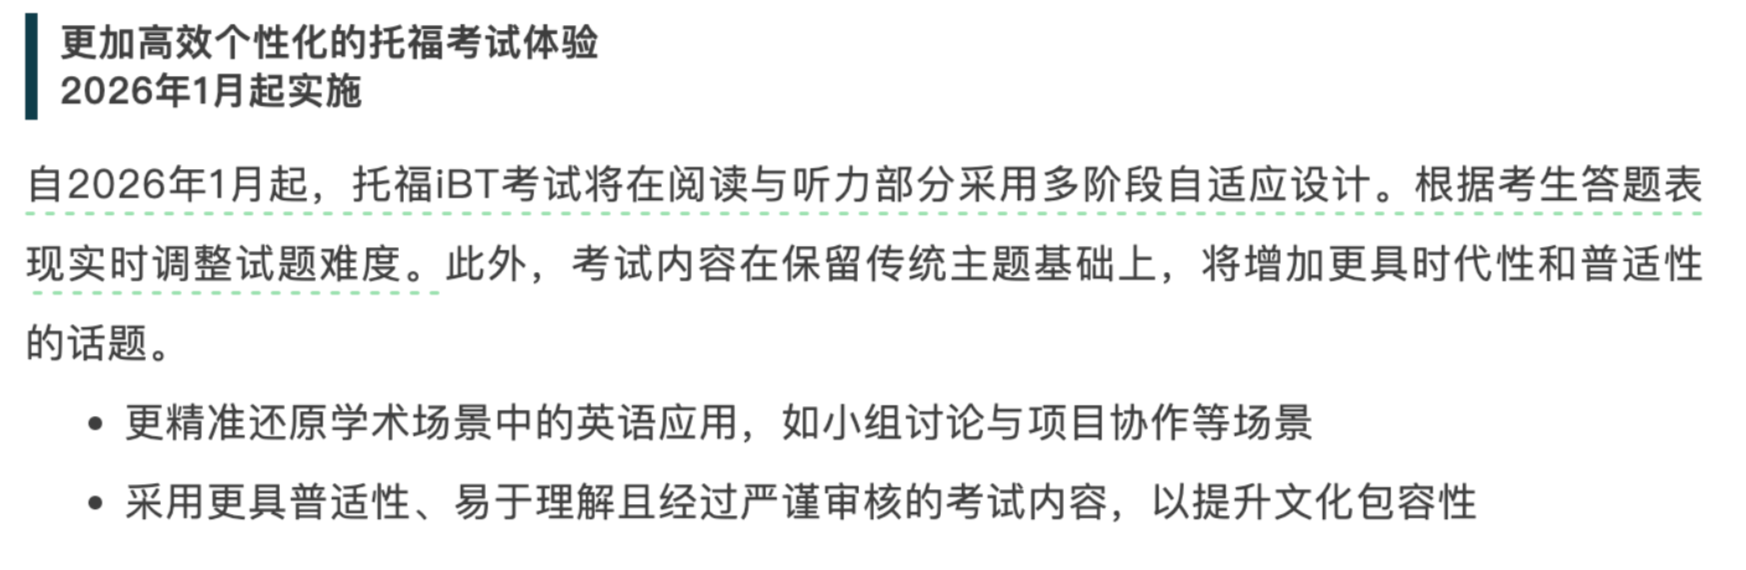 更加高效个性化的托福考试体验
2026年1月起实施
自2026年1月起，托福iBT考试将在阅读与听力部分采用多阶段自适应设计。根据考生答题表
现实时调整试题难度。此外，考试内容在保留传统主题基础上，将增加更具时代性和普适性
的话题。
• 更精准还原学术场景中的英语应用，如小组讨论与项目协作等场景
• 采用更具普适性、易于理解且经过严谨审核的考试内容，以提升文化包容性